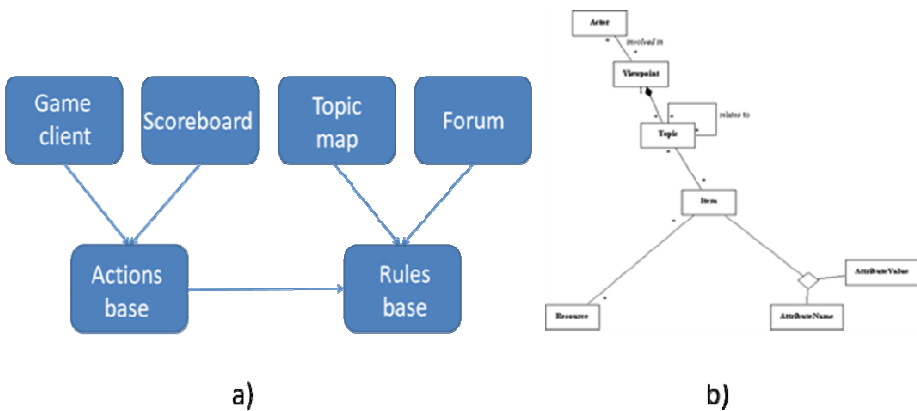 Game
client
Scoreboard
Topic
map
Forum
Actions
base
Rules
base
a)
Actor
*
involved in
*
Viewpoint
1
*
*
*
relates to
Topic
*
*
Item
*
*
AttributeValue
Resource
AttributeName
b)